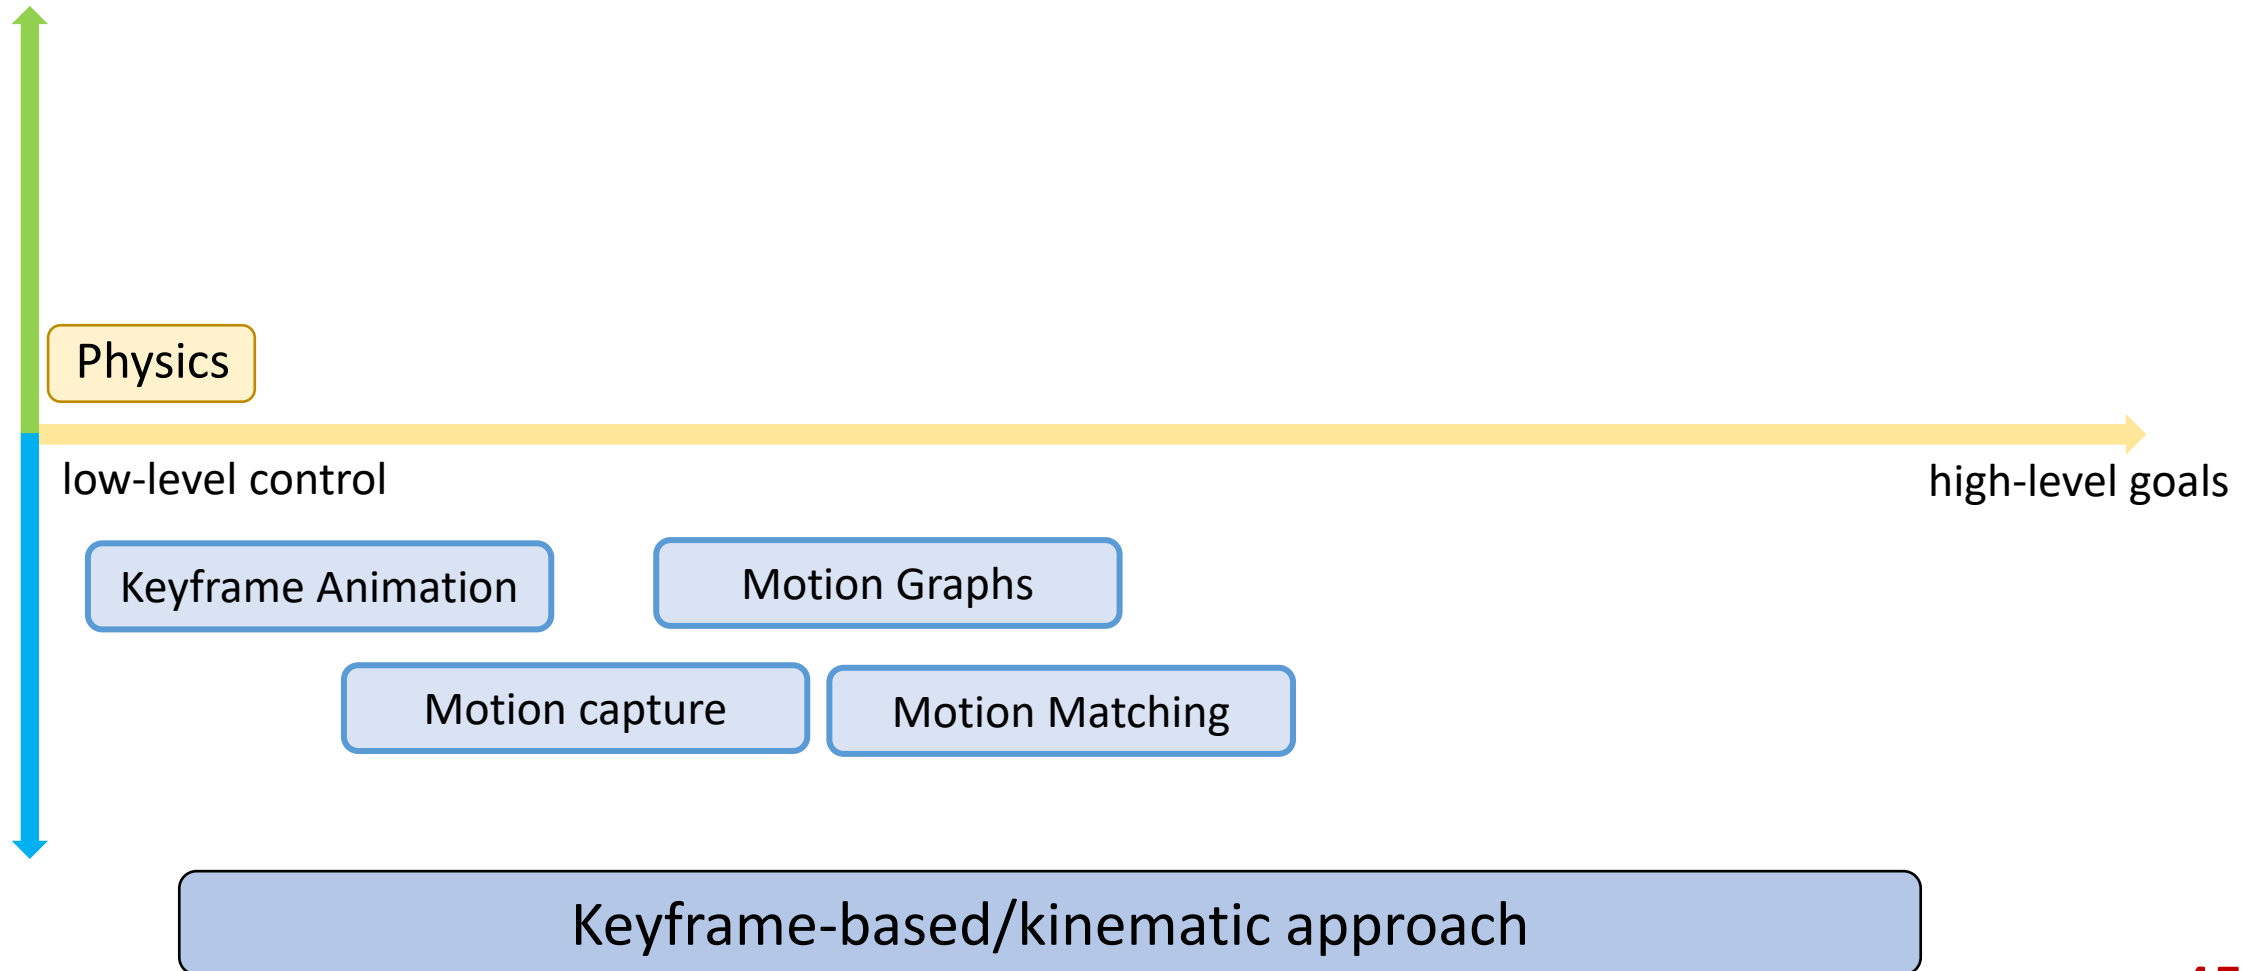 Physics
low-level control
high-level goals
Keyframe Animation
Motion Graphs
Motion capture
Motion Matching
Keyframe-based/kinematic approach